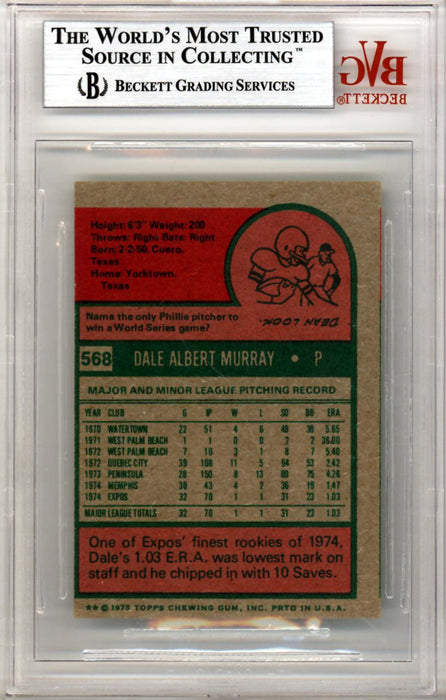 THE WORLD'S MOST TRUSTED
SOURCE IN COLLECTING™
B BECKETT GRADING SERVICES
BVG
BECKETT®
Height: 6'3" Weight: 200
Throws: Right Bats: Right
Born: 2-2-50, Cuero,
Texas
Home: Yorktown,
Texas
DEAN LOOK
Name the only Phillie pitcher to
win a World Series game?
568 DALE ALBERT MURRAY • P
MAJOR AND MINOR LEAGUE PITCHING RECORD
YEAR CLUB G IP W L SO BB ERA
1970 WATERTOWN 22 51 4 6 48 39 5.65
1971 WEST PALM BEACH 1 1 0 0 2 2 36.00
1972 WEST PALM BEACH 7 10 3 1 8 7 5.40
1972 QUEBEC CITY 39 108 11 5 64 53 2.42
1973 PENINSULA 28 150 8 13 80 75 4.26
1974 MEMPHIS 30 43 4 2 36 19 1.47
1974 EXPOS 32 70 1 1 31 23 1.03
MAJOR LEAGUE TOTALS 32 70 1 1 31 23 1.03
One of Expos' finest rookies of 1974,
Dale's 1.03 E.R.A. was lowest mark on
staff and he chipped in with 10 Saves.
** © 1975 TOPPS CHEWING GUM, INC. PRTD IN U.S.A.